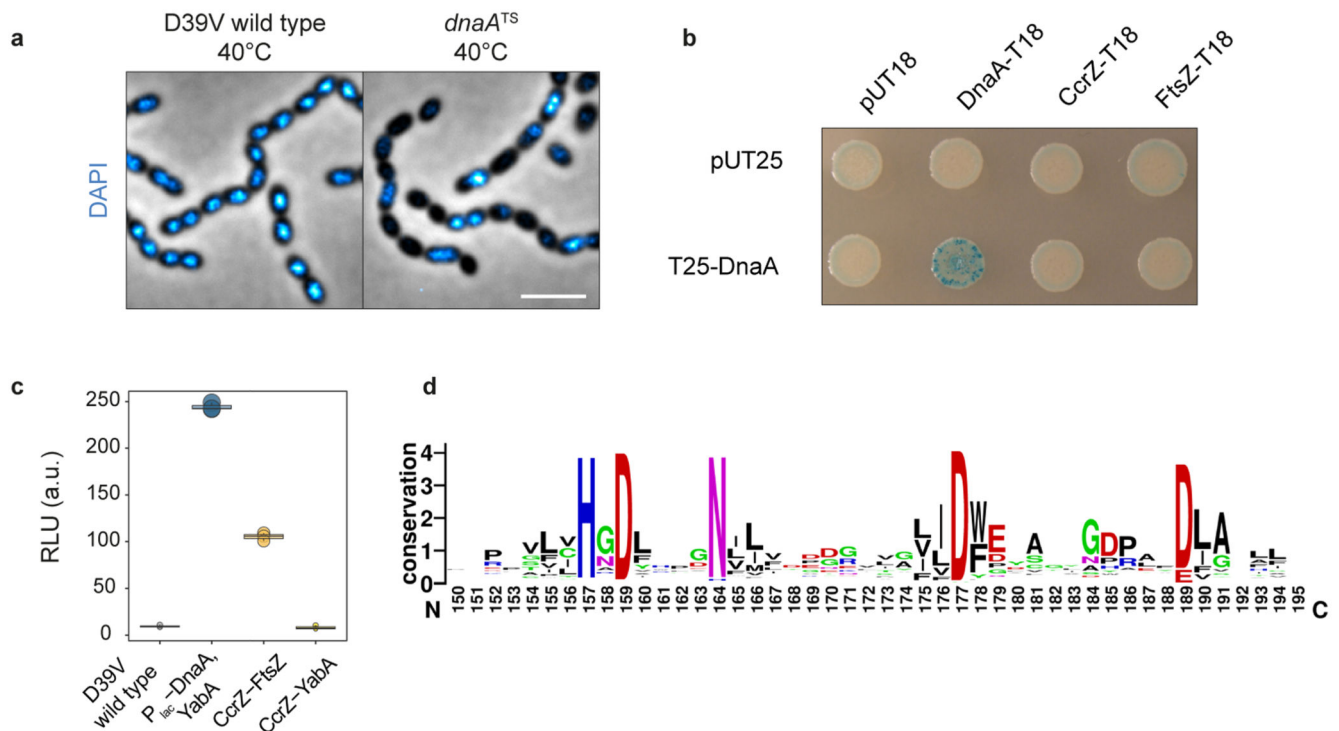 a
D39V wild type
40°C
dnaATS
40°C
DAPI
b
pUT18
DnaA-T18
CcrZ-T18
FtsZ-T18
pUT25
T25-DnaA
c
RLU (a.u.)
250
200
150
100
50
0
D39V
wild type
Plac–DnaA,
YabA
CcrZ–FtsZ
CcrZ–YabA
d
conservation
4
3
2
1
0
H G D N D W E A G D P D L A
N 150 151 152 153 154 155 156 157 158 159 160 161 162 163 164 165 166 167 168 169 170 171 172 173 174 175 176 177 178 179 180 181 182 183 184 185 186 187 188 189 190 191 192 193 194 195 C